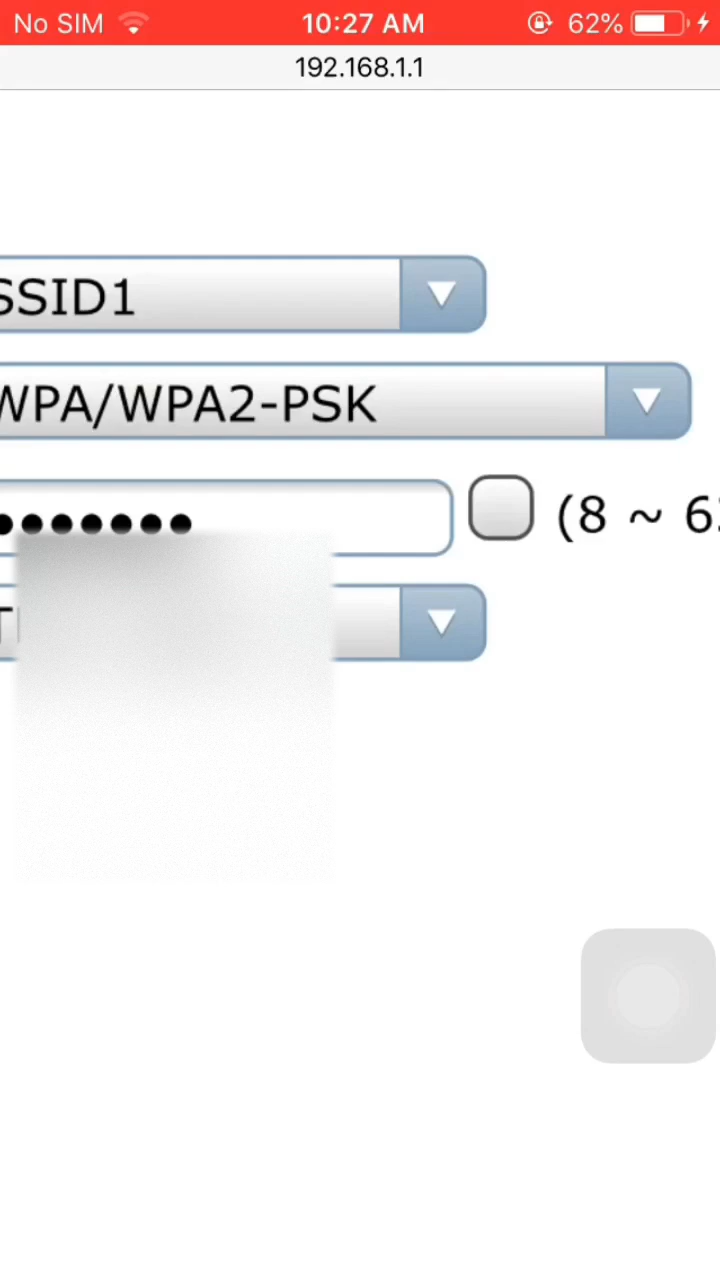 No SIM 10:27 AM 62%
192.168.1.1
SSID1
WPA/WPA2-PSK
••••••• (8 ~ 6